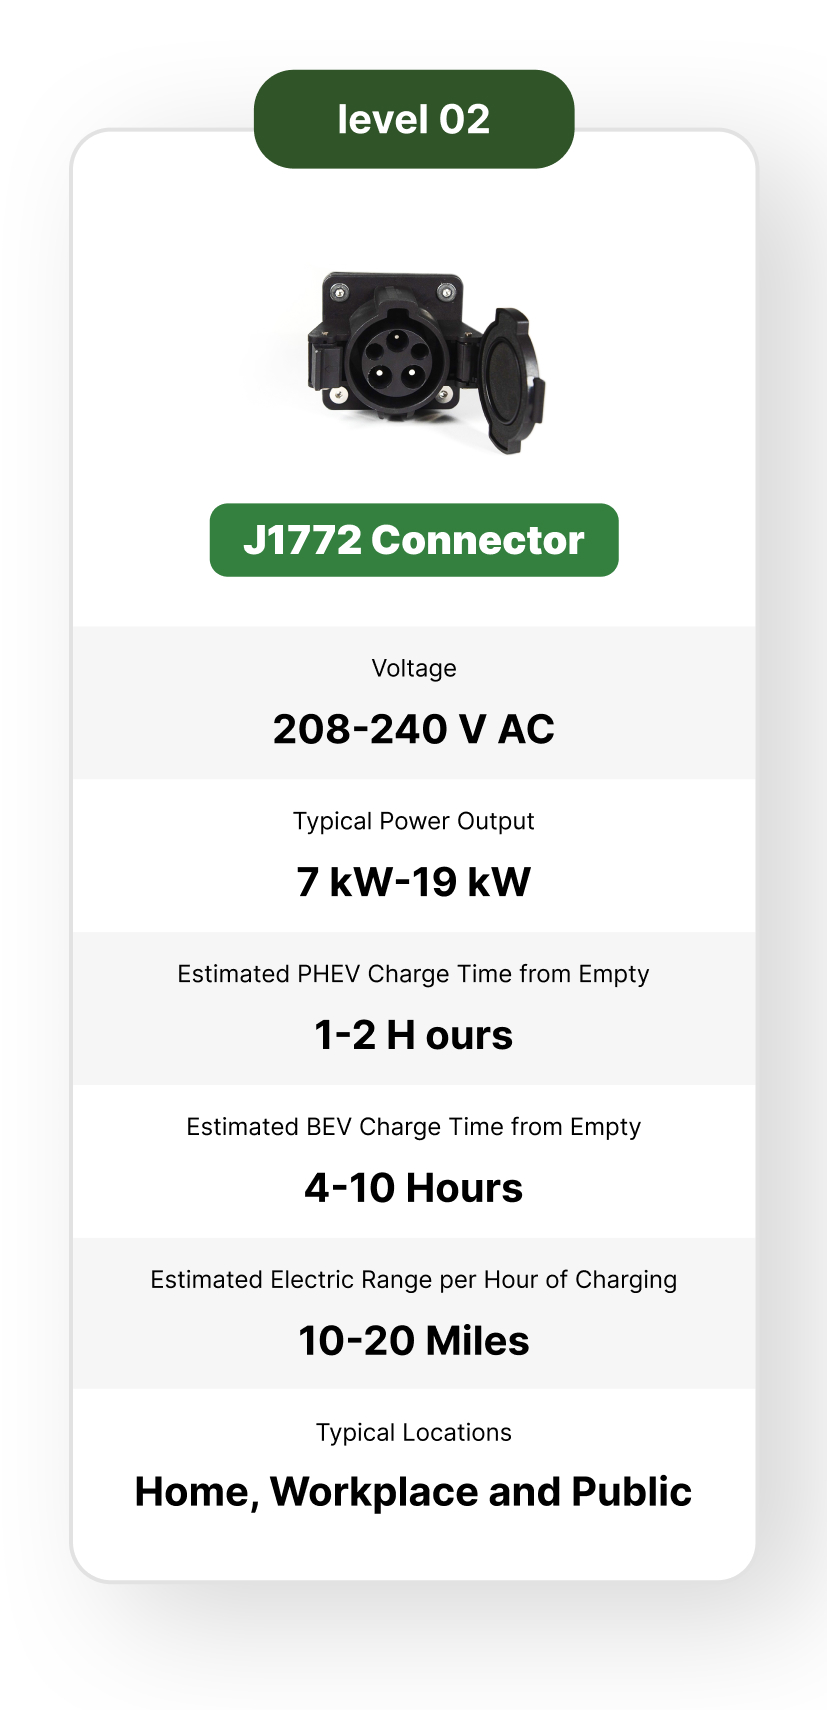 level 02
J1772 Connector
Voltage
208-240 V AC
Typical Power Output
7 kW-19 kW
Estimated PHEV Charge Time from Empty
1-2 H ours
Estimated BEV Charge Time from Empty
4-10 Hours
Estimated Electric Range per Hour of Charging
10-20 Miles
Typical Locations
Home, Workplace and Public